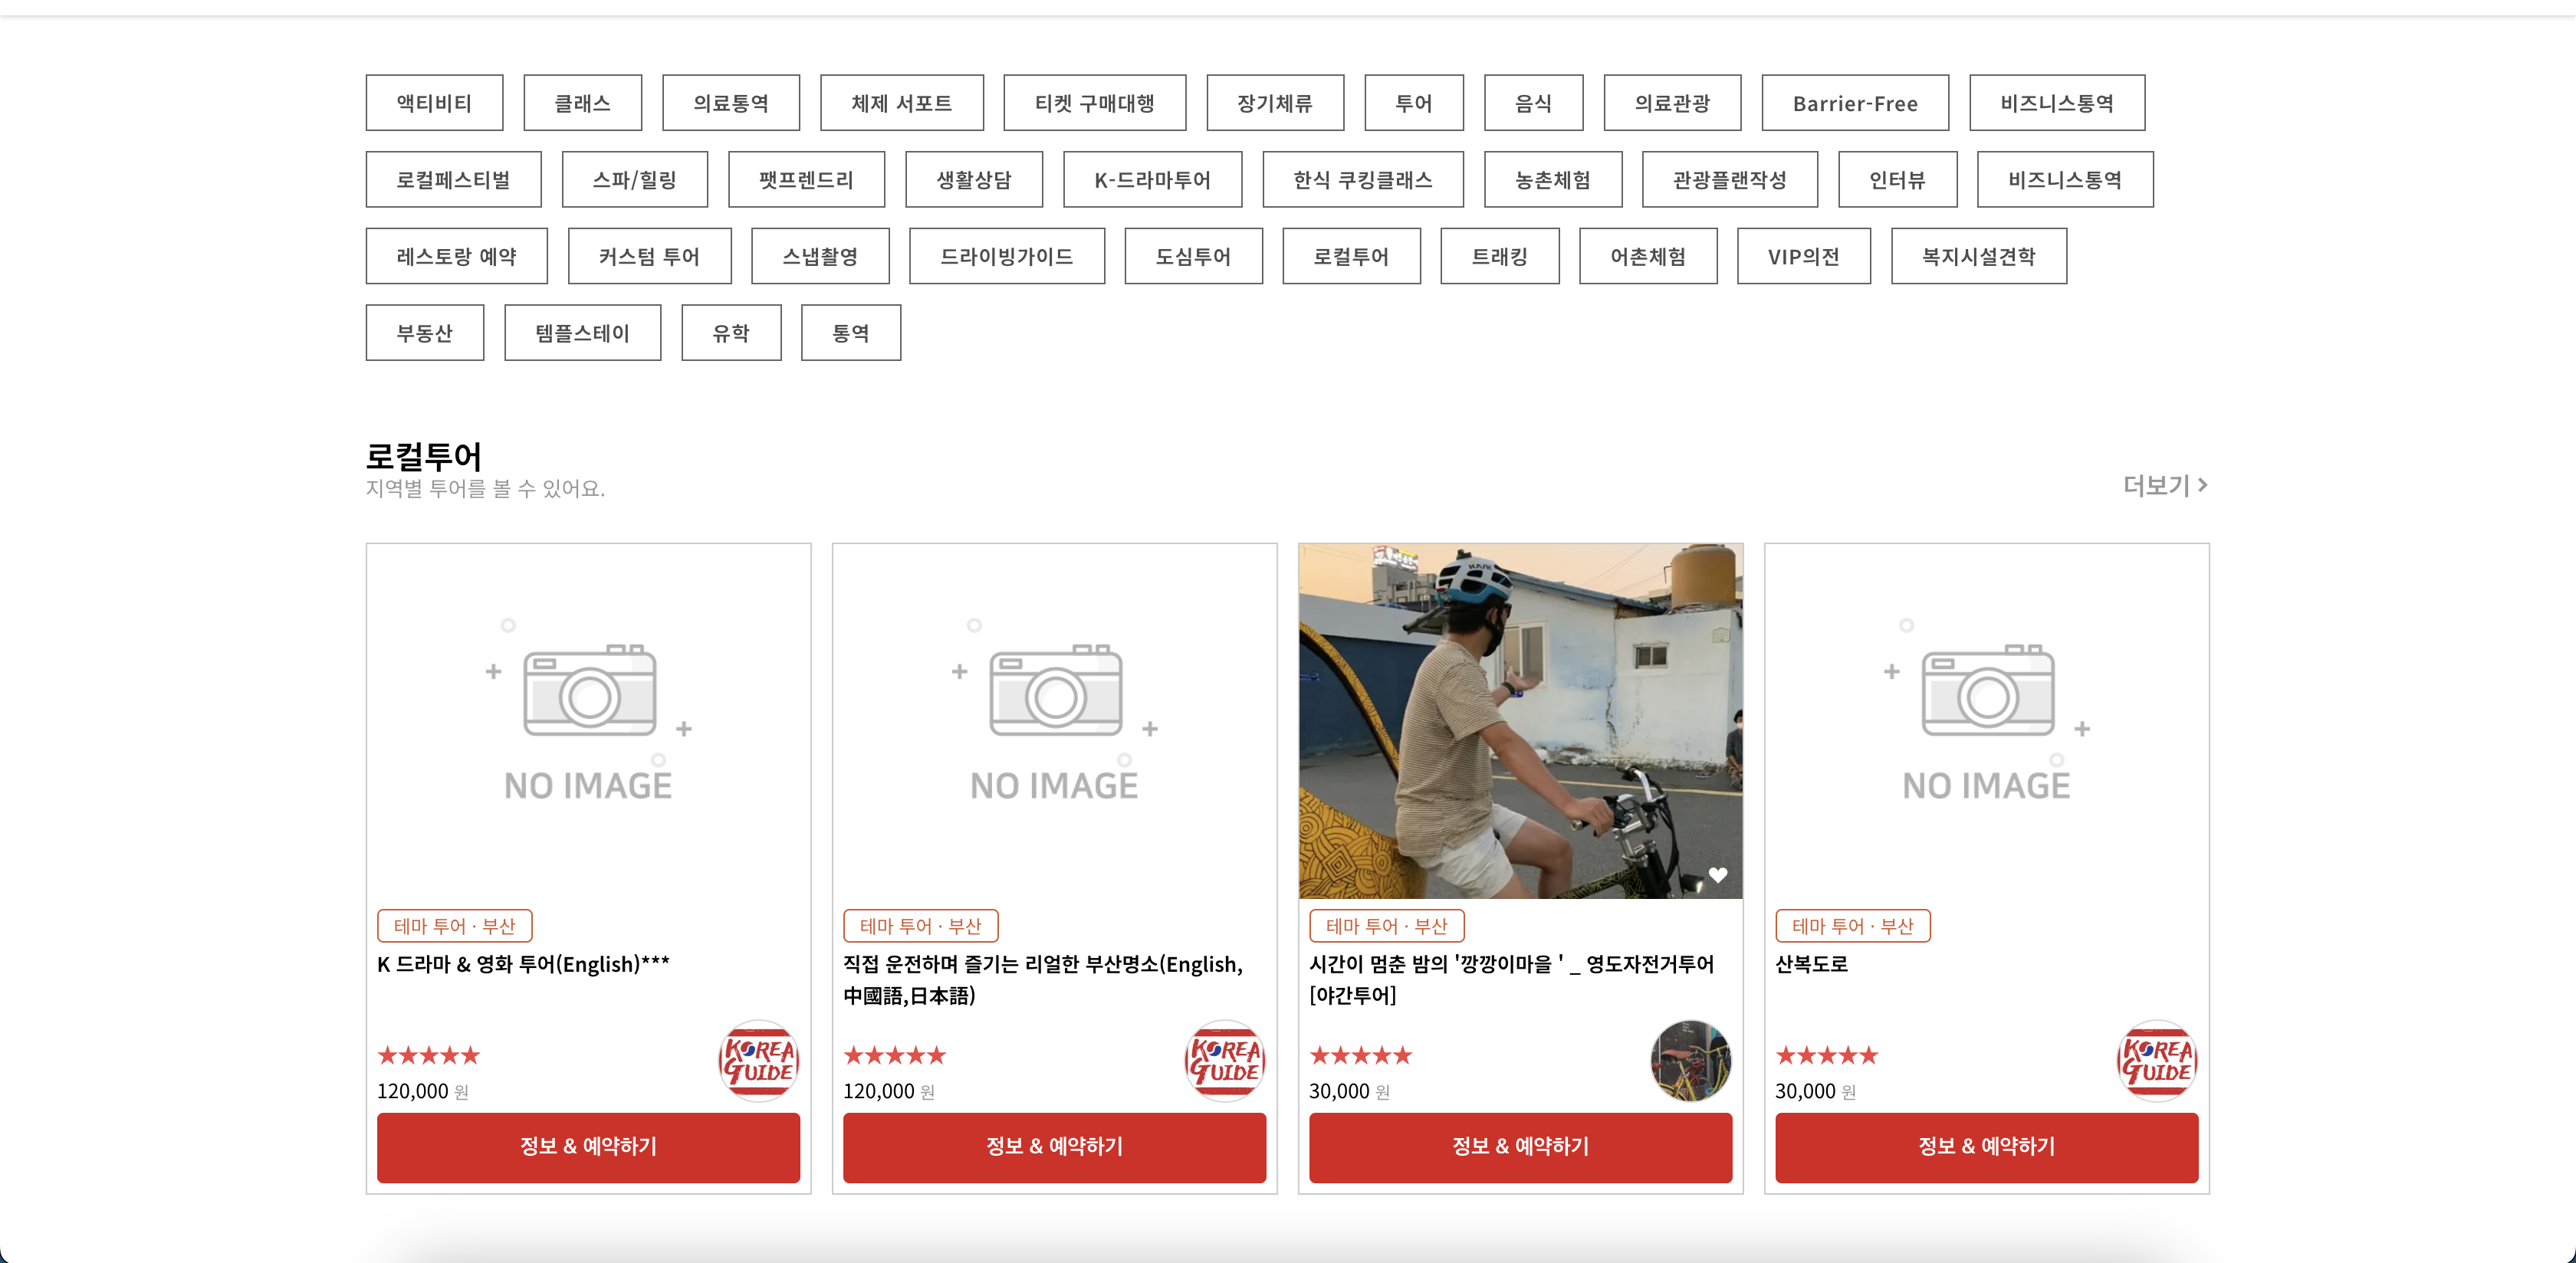 액티비티 클래스 의료통역 체제 서포트 티켓 구매대행 장기체류 투어 음식 의료관광 Barrier-Free 비즈니스통역
로컬페스티벌 스파/힐링 팻프렌드리 생활상담 K-드라마투어 한식 쿠킹클래스 농촌체험 관광플랜작성 인터뷰 비즈니스통역
레스토랑 예약 커스텀 투어 스냅촬영 드라이빙가이드 도심투어 로컬투어 트래킹 어촌체험 VIP의전 복지시설견학
부동산 템플스테이 유학 통역
로컬투어
지역별 투어를 볼 수 있어요.
더보기
NO IMAGE
테마 투어 · 부산
K 드라마 & 영화 투어(English)***
KOREA
GUIDE
120,000 원
정보 & 예약하기
NO IMAGE
테마 투어 · 부산
직접 운전하며 즐기는 리얼한 부산명소(English,
中國語,日本語)
KOREA
GUIDE
120,000 원
정보 & 예약하기
테마 투어 · 부산
시간이 멈춘 밤의 '깡깡이마을 ' _ 영도자전거투어
[야간투어]
30,000 원
정보 & 예약하기
NO IMAGE
테마 투어 · 부산
산복도로
KOREA
GUIDE
30,000 원
정보 & 예약하기